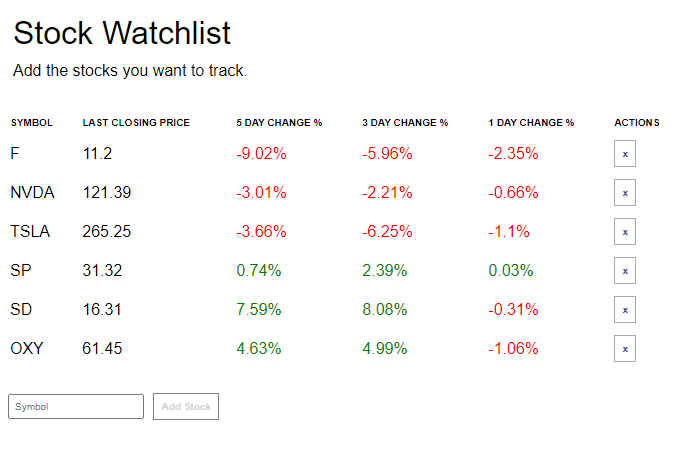 Stock Watchlist
Add the stocks you want to track.
SYMBOL LAST CLOSING PRICE 5 DAY CHANGE % 3 DAY CHANGE % 1 DAY CHANGE % ACTIONS
F 11.2 -9.02% -5.96% -2.35% x
NVDA 121.39 -3.01% -2.21% -0.66% x
TSLA 265.25 -3.66% -6.25% -1.1% x
SP 31.32 0.74% 2.39% 0.03% x
SD 16.31 7.59% 8.08% -0.31% x
OXY 61.45 4.63% 4.99% -1.06% x
Symbol Add Stock